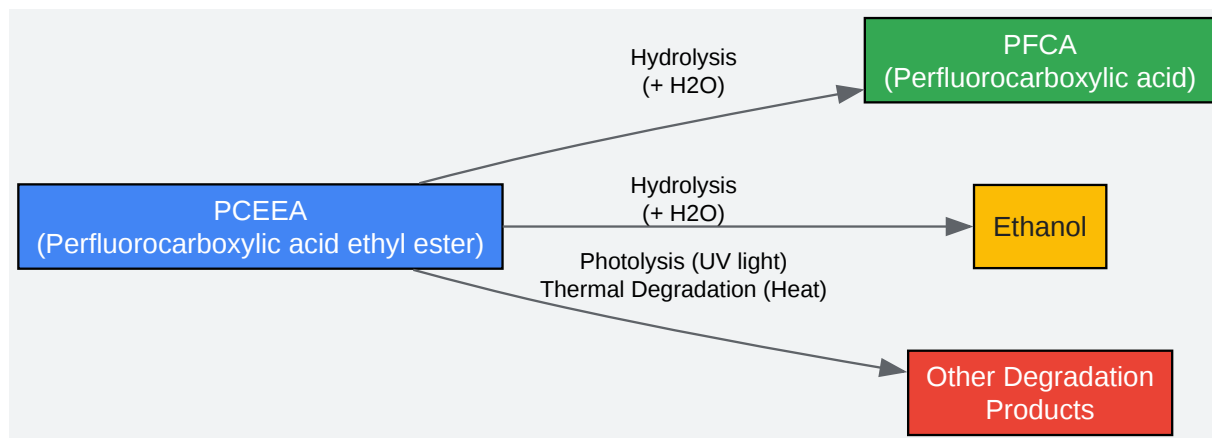 Hydrolysis
(+ H2O)
PFCA
(Perfluorocarboxylic acid)
PCEEA
(Perfluorocarboxylic acid ethyl ester)
Hydrolysis
(+ H2O)
Ethanol
Photolysis (UV light)
Thermal Degradation (Heat)
Other Degradation
Products